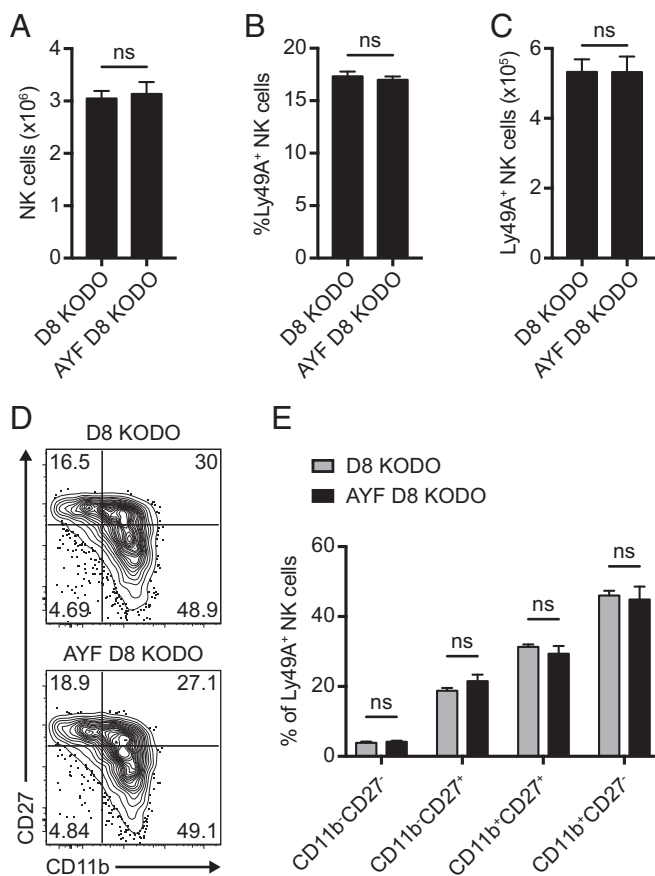 A
NK cells (x10⁶)
4
3
2
1
0
ns
D8 KODO
AYF D8 KODO
B
%Ly49A⁺ NK cells
20
15
10
5
0
ns
D8 KODO
AYF D8 KODO
C
Ly49A⁺ NK cells (x10⁵)
6
4
2
0
ns
D8 KODO
AYF D8 KODO
D
D8 KODO
16.5 30
4.69 48.9
AYF D8 KODO
18.9 27.1
4.84 49.1
CD27
CD11b
E
D8 KODO
AYF D8 KODO
% of Ly49A⁺ NK cells
60
40
20
0
ns
ns
ns
ns
CD11b⁻CD27⁻
CD11b⁻CD27⁺
CD11b⁺CD27⁺
CD11b⁺CD27⁻